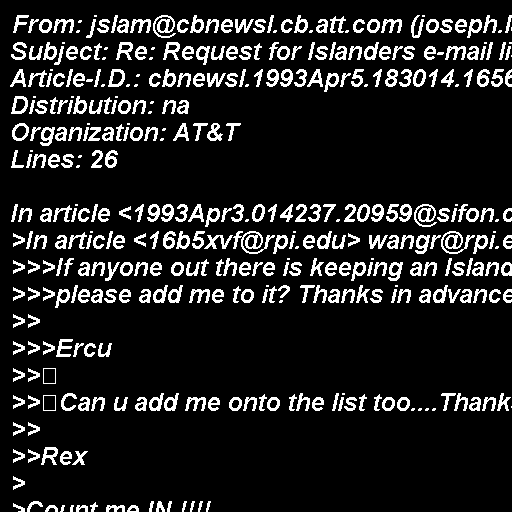 From: jslam@cbnewsl.cb.att.com (joseph.l
Subject: Re: Request for Islanders e-mail li
Article-I.D.: cbnewsl.1993Apr5.183014.1656
Distribution: na
Organization: AT&T
Lines: 26

In article <1993Apr3.014237.20959@sifon.c
>In article <16b5xvf@rpi.edu> wangr@rpi.e
>>>If anyone out there is keeping an Island
>>>please add me to it? Thanks in advance
>>
>>>Ercu
>>
>>Can u add me onto the list too....Thank
>>
>>Rex
>
>Count me IN !!!!